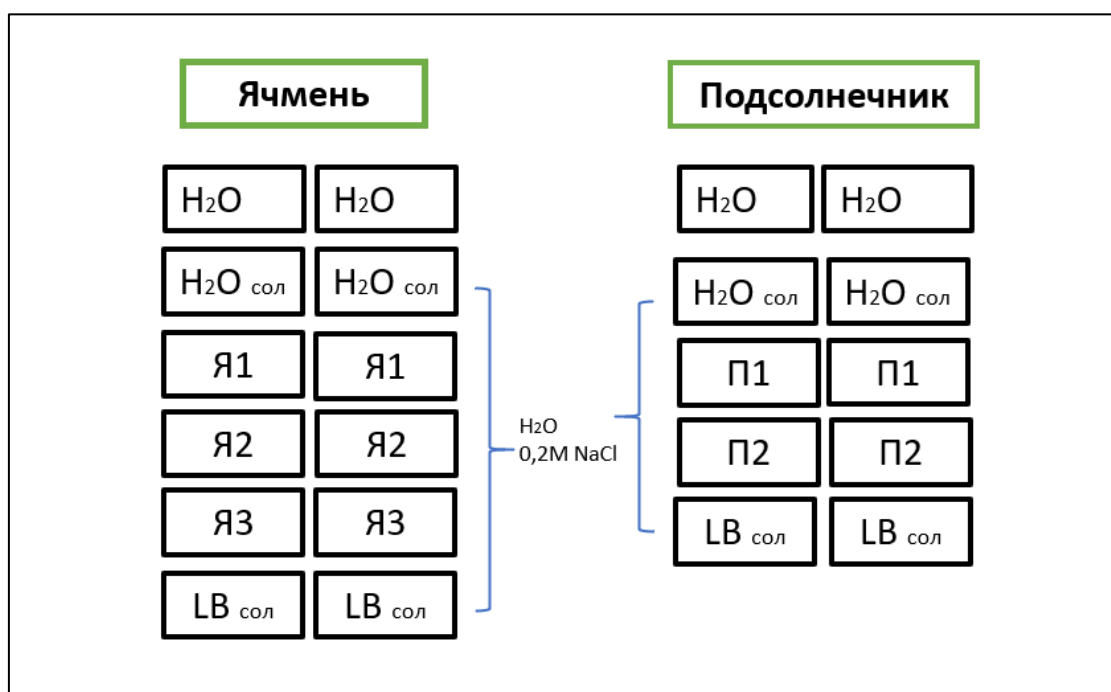 Ячмень
H₂O H₂O
H₂O сол H₂O сол
Я1 Я1
Я2 Я2
Я3 Я3
LB сол LB сол
H₂O
0,2М NaCl
Подсолнечник
H₂O H₂O
H₂O сол H₂O сол
П1 П1
П2 П2
LB сол LB сол